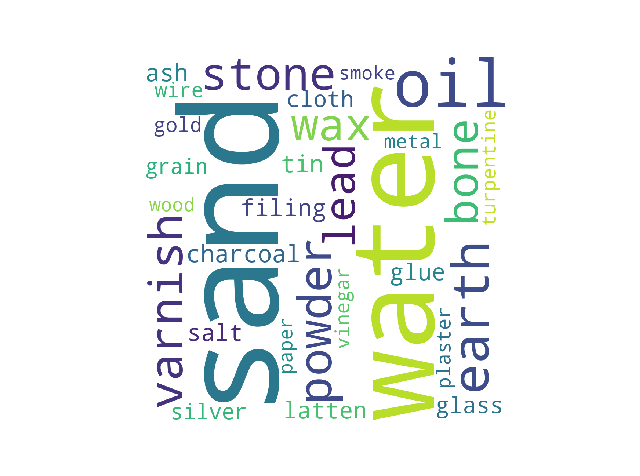 ash
stone
smoke
oil
wire
cloth
gold
wax
metal
turpentine
grain
tin
lead
bone
sand
water
wood
filing
varnish
charcoal
powder
vinegar
glue
earth
salt
paper
plaster
silver
latten
glass